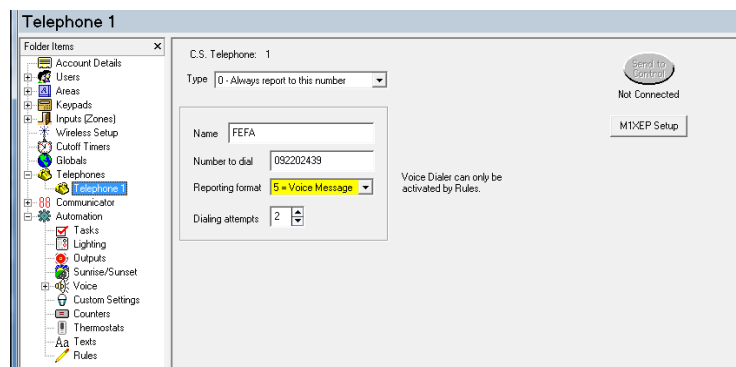 Telephone 1
Folder Items
x
Account Details
Users
Areas
Keypads
Inputs (Zones)
Wireless Setup
Cutoff Timers
Globals
Telephones
Telephone 1
88 Communicator
Automation
Tasks
Lighting
Outputs
Sunrise/Sunset
Voice
Custom Settings
Counters
Thermostats
Aa Texts
Rules
C.S. Telephone: 1
Type 0 - Always report to this number
Name FEFA
Number to dial 092202439
Reporting format 5 = Voice Message
Dialing attempts 2
Voice Dialer can only be
activated by Rules.
Send to
Control
Not Connected
M1XEP Setup